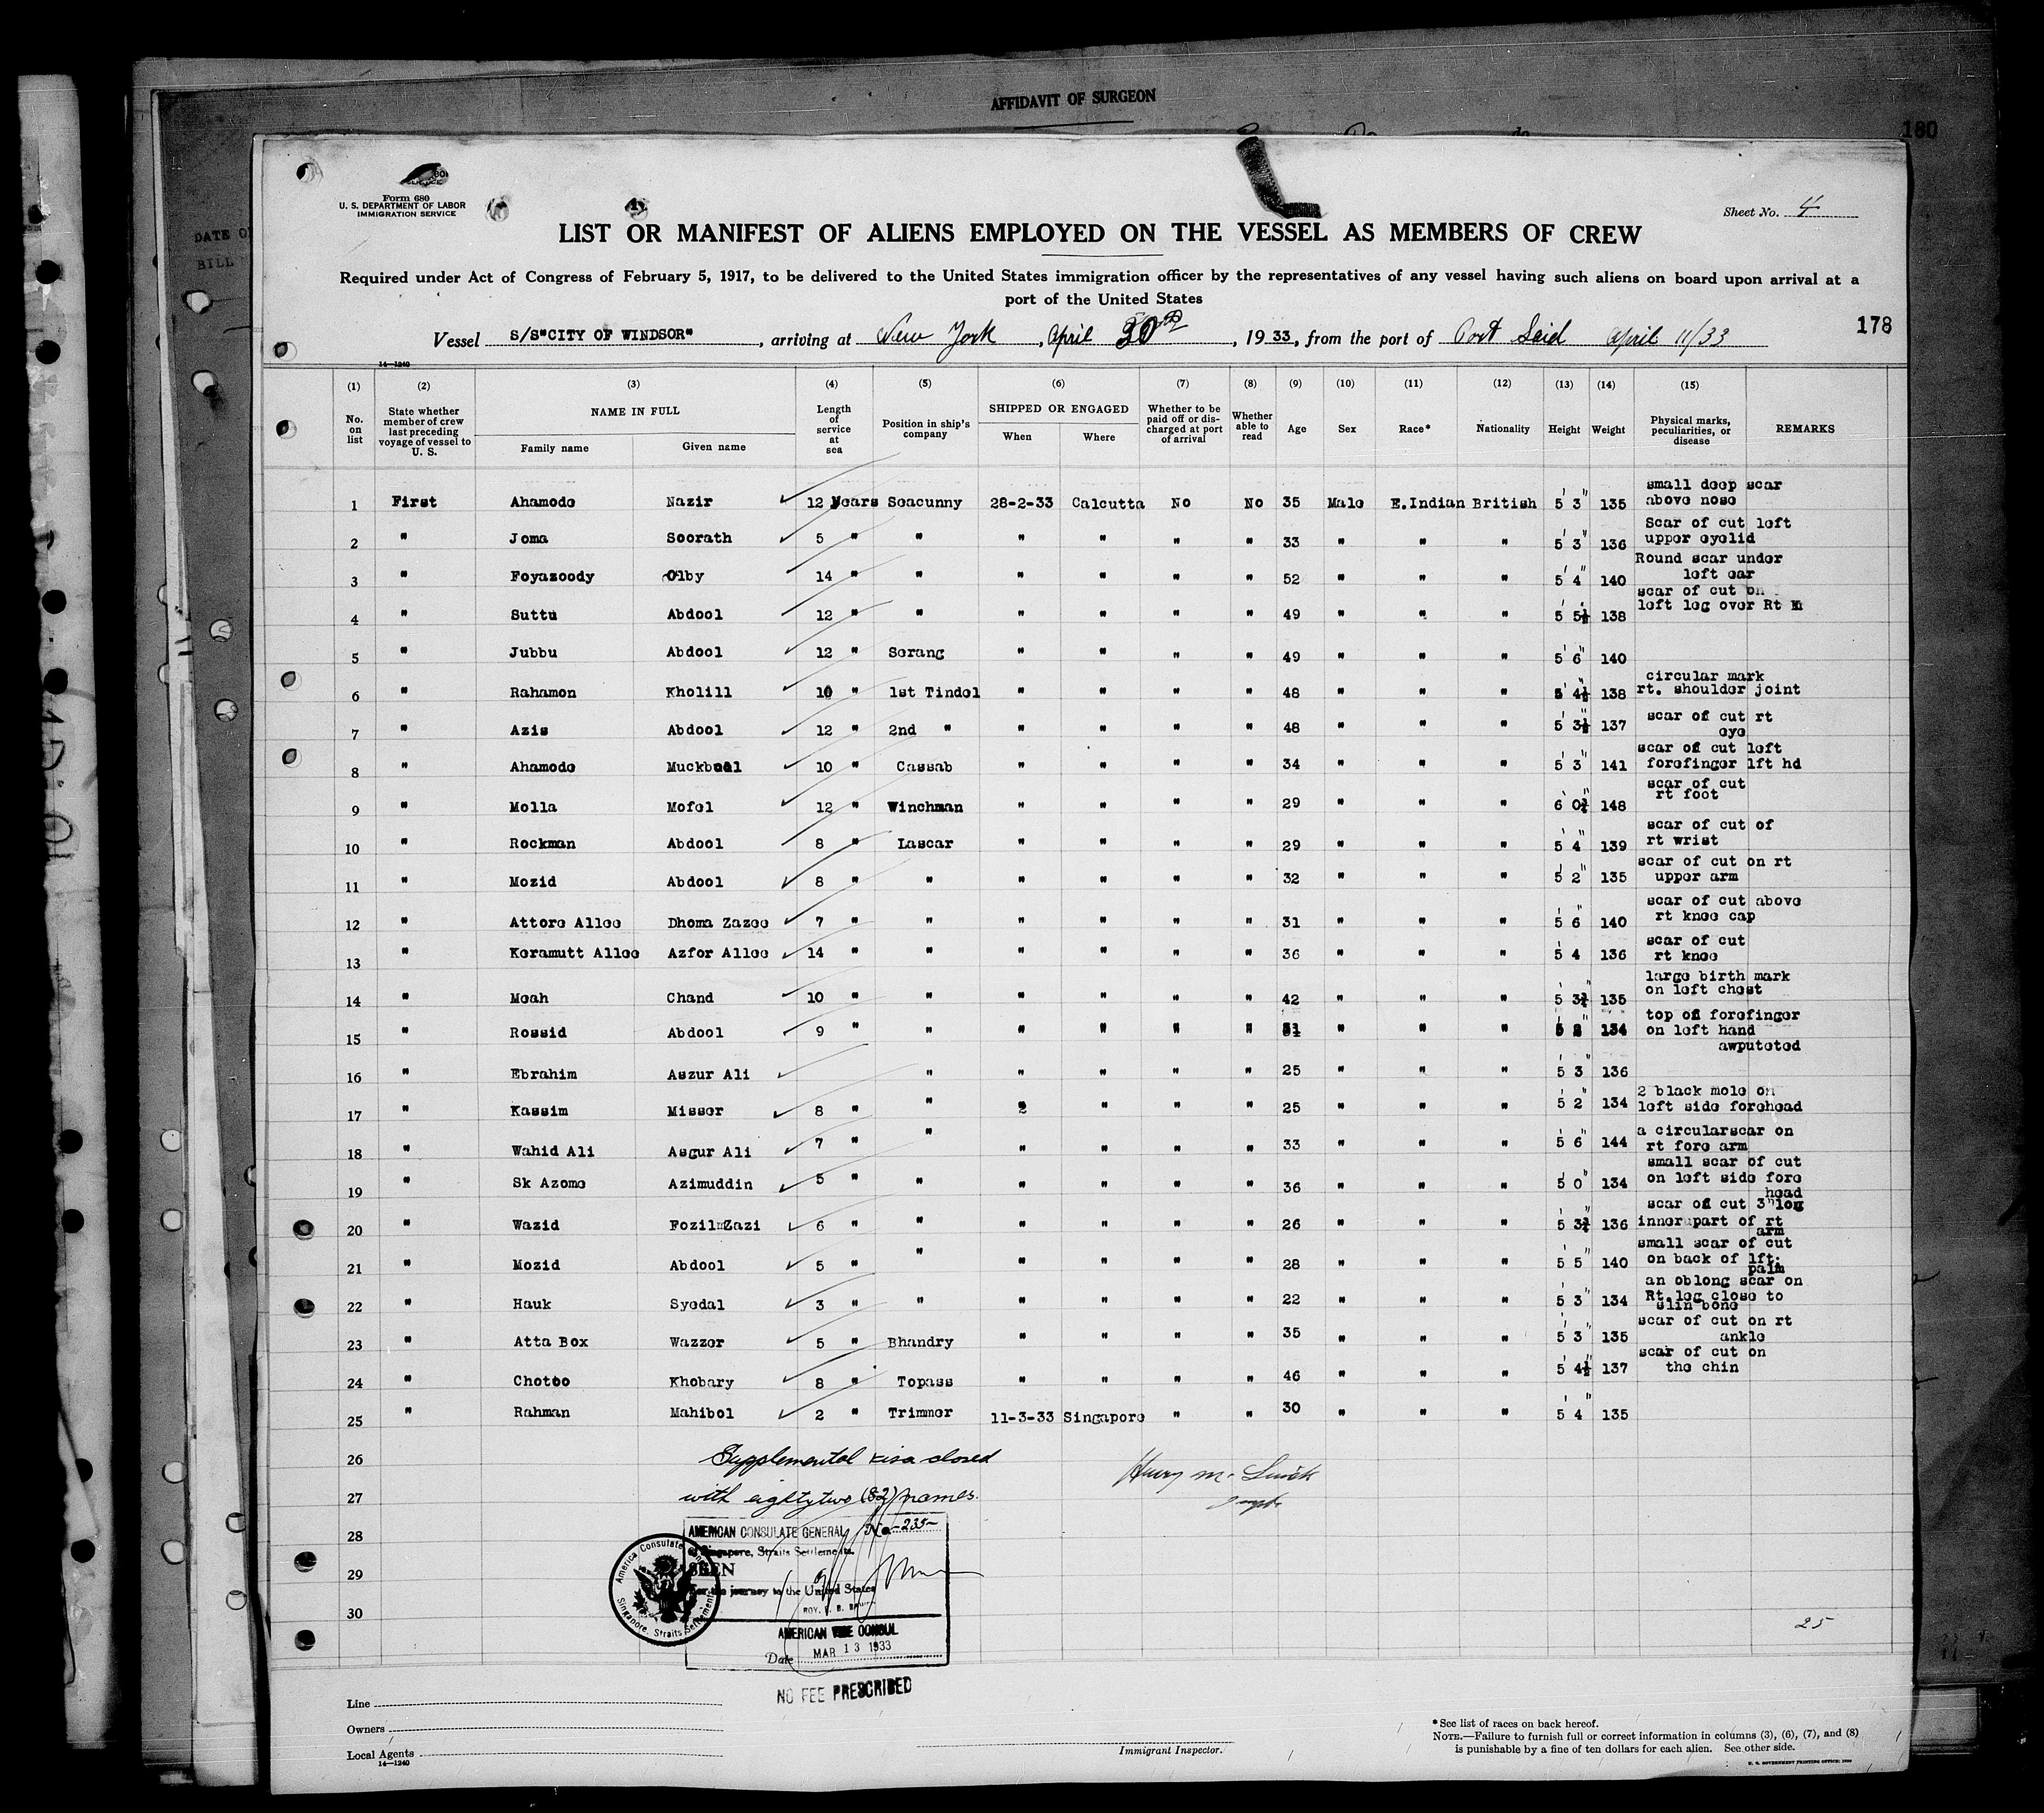 AFFIDAVIT OF SURGEON
180
DATE OF
BILL
Form 680
U. S. DEPARTMENT OF LABOR
IMMIGRATION SERVICE
Sheet No. 4
LIST OR MANIFEST OF ALIENS EMPLOYED ON THE VESSEL AS MEMBERS OF CREW
Required under Act of Congress of February 5, 1917, to be delivered to the United States immigration officer by the representatives of any vessel having such aliens on board upon arrival at a
port of the United States
178
Vessel S/S"CITY OF WINDSOR", arriving at New York, April 30th, 1933, from the port of Port Said April 11/33
14—1240
(1) (2) (3) (4) (5) (6) (7) (8) (9) (10) (11) (12) (13) (14) (15)
No. on list State whether member of crew last preceding voyage of vessel to U. S. NAME IN FULL Family name Given name Length of service at sea Position in ship's company SHIPPED OR ENGAGED When Where Whether to be paid off or discharged at port of arrival Whether able to read Age Sex Race* Nationality Height Weight Physical marks, peculiarities, or disease REMARKS
1 First Ahamode Nazir 12 Years Seacunny 28-2-33 Calcutta No No 35 Male E.Indian British 5' 3" 135 small deep scar above nose
2 " Joma Soorath 5 " " " " " " 33 " " " 5' 3" 136 Scar of cut left upper eyelid
3 " Foyazoody Olby 14 " " " " " " 52 " " " 5' 4" 140 Round scar under left ear
4 " Suttu Abdool 12 " " " " " " 49 " " " 5' 5½" 138 scar of cut on left leg over Rt
5 " Jubbu Abdool 12 " Serang " " " " 49 " " " 5' 6" 140
6 " Rahamon Kholill 10 " 1st Tindel " " " " 48 " " " 5' 4½" 138 circular mark rt. shoulder joint
7 " Azis Abdool 12 " 2nd " " " " " 48 " " " 5' 3½" 137 scar of cut rt eye
8 " Ahamode Muckbual 10 " Cassab " " " " 34 " " " 5' 3" 141 scar of cut left forefinger lft hd
9 " Molla Mofel 12 " Winchman " " " " 29 " " " 6' 0½" 148 scar of cut rt foot
10 " Rockman Abdool 8 " Lascar " " " " 29 " " " 5' 4" 139 scar of cut of rt wrist
11 " Mozid Abdool 8 " " " " " " 32 " " " 5' 2" 135 scar of cut on rt upper arm
12 " Attore Allee Dhoma Zazee 7 " " " " " " 31 " " " 5' 6" 140 scar of cut above rt knee cap
13 " Keramutt Allee Azfor Allee 14 " " " " " " 36 " " " 5' 4 136 scar of cut rt knee
14 " Meah Chand 10 " " " " " " 42 " " " 5' 3½" 135 large birth mark on left chest
15 " Rossid Abdool 9 " " " " " " 31 " " " 5' 2" 134 top of forefinger on left hand awputeted
16 " Ebrahim Aszur Ali " " " " " 25 " " " 5' 3" 136
17 " Kassim Misser 8 " " " " " 25 " " " 5' 2" 134 2 black mole on left side forehead
18 " Wahid Ali Asgur Ali 7 " " " " " " 33 " " " 5' 6" 144 a circularscar on rt fore arm
19 " Sk Azome Azimuddin 5 " " " " " " 36 " " " 5' 0" 134 small scar of cut on left side fore head
20 " Wazid Fozil Zazi 6 " " " " " " 26 " " " 5' 3½" 136 scar of cut 3" log inner part of rt arm
21 " Mozid Abdool 5 " " " " " " 28 " " " 5' 5" 140 small scar of cut on back of lft. palm
22 " Hauk Syedal 3 " " " " " " 22 " " " 5' 3" 134 an oblong scar on Rt.leg close to slin bone
23 " Atta Box Wazzer 5 " Bhandry " " " " 35 " " " 5' 3" 135 scar of cut on rt ankle
24 " Chotoo Khobary 8 " Topass " " " " 46 " " " 5' 4½" 137 scar of cut on the chin
25 " Rahman Mahibol 2 " Trimmer 11-3-33 Singapore " " 30 " " " 5' 4" 135
26 Supplemental visa closed
27 with eighty two (82) names.
28
29
30
AMERICAN CONSULATE GENERAL No-235-
at Singapore, Straits Settlements.
SEEN
For the journey to the United States
AMERICAN VICE CONSUL
Date MAR 13 1933
American Consulate General
Singapore, Straits Settlements
NO FEE PRESCRIBED
25
Line
Owners
Local Agents
14—1240
Immigrant Inspector.
*See list of races on back hereof.
NOTE.—Failure to furnish full or correct information in columns (3), (6), (7), and (8)
is punishable by a fine of ten dollars for each alien. See other side.
U. S. GOVERNMENT PRINTING OFFICE: 1930